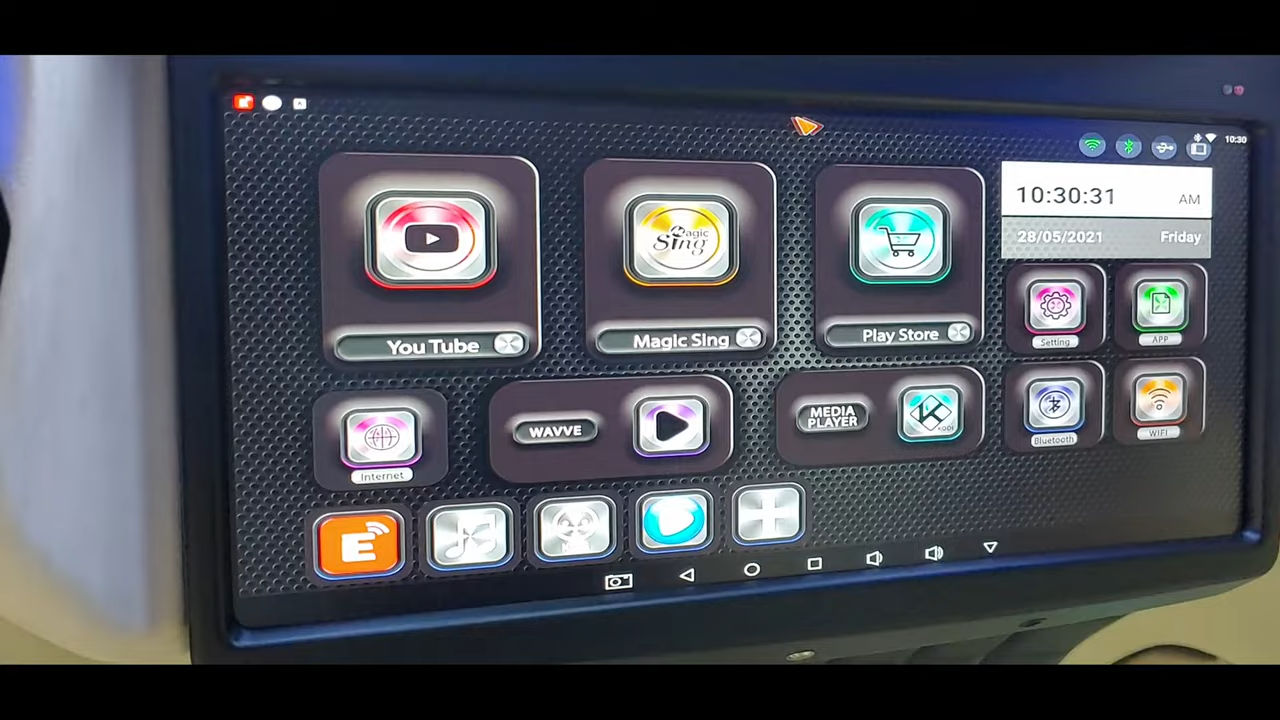 10:30
10:30:31 AM
28/05/2021 Friday
Magic
Sing
You Tube
Magic Sing
Play Store
Setting
APP
WAVVE
MEDIA
PLAYER
KODI
Bluetooth
WIFI
Internet
E